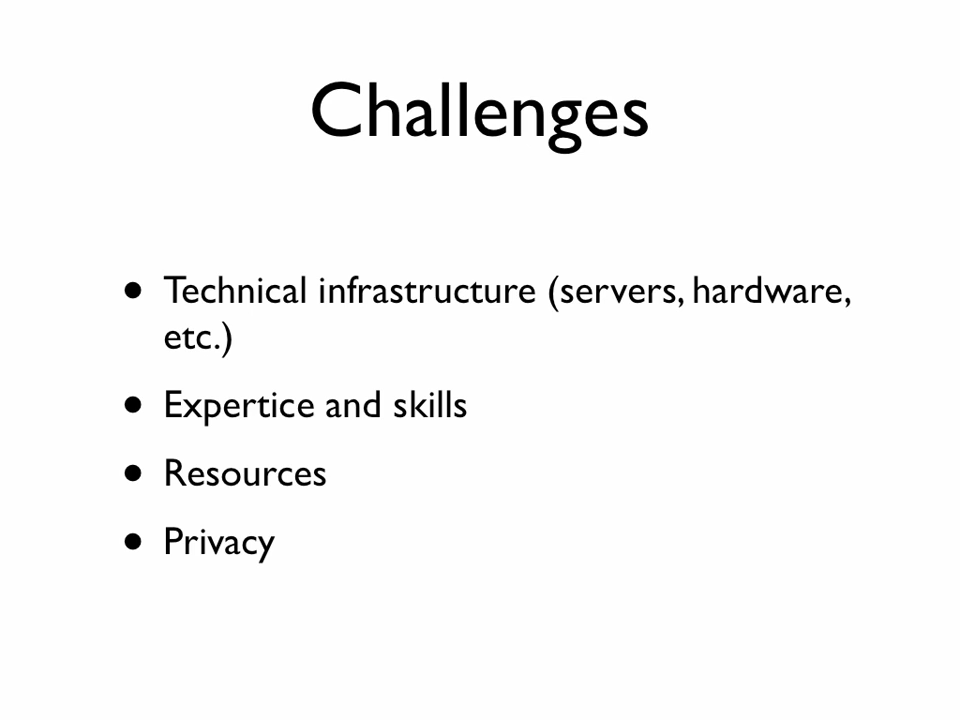 Challenges
• Technical infrastructure (servers, hardware,
etc.)
• Expertice and skills
• Resources
• Privacy